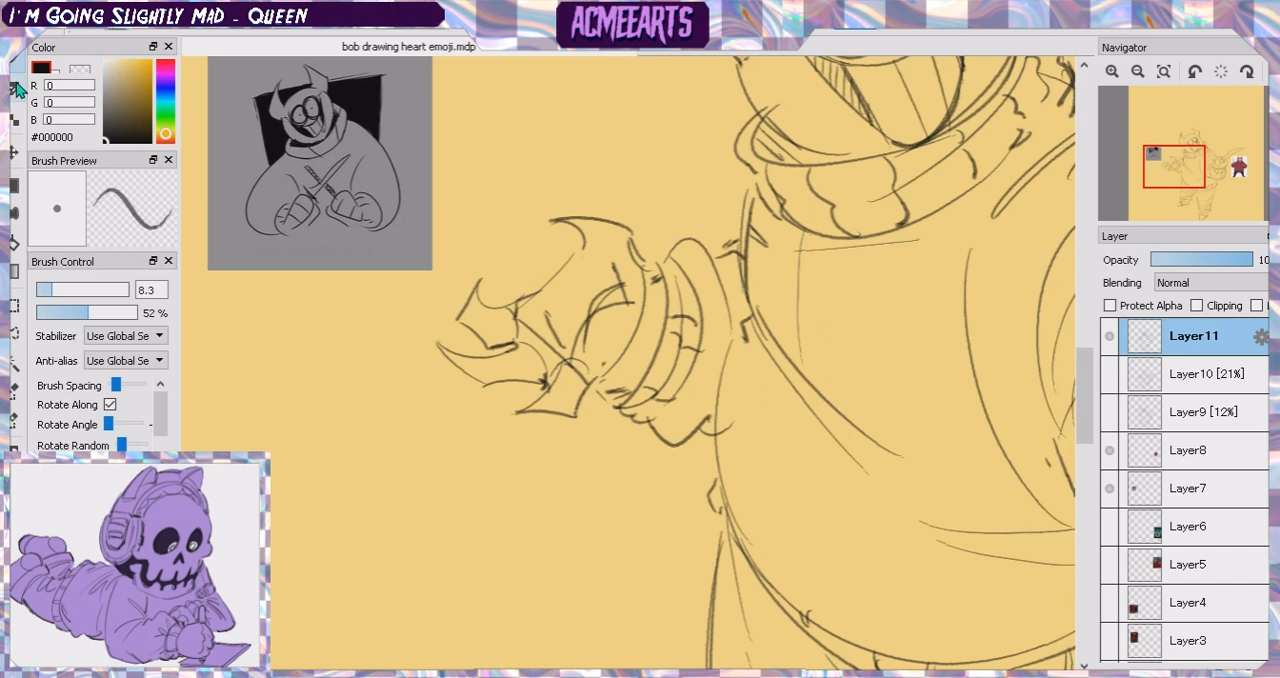 I'm Going Slightly Mad - Queen
ACMEEARTS
bob drawing heart emoji.mdp
Color
R 0
G 0
B 0
#000000
Brush Preview
Brush Control
8.3
52 %
Stabilizer Use Global Se
Anti-alias Use Global Se
Brush Spacing
Rotate Along
Rotate Angle
Rotate Random
Navigator
Layer
Opacity 10
Blending Normal
Protect Alpha Clipping
Layer11
Layer10 [21%]
Layer9 [12%]
Layer8
Layer7
Layer6
Layer5
Layer4
Layer3